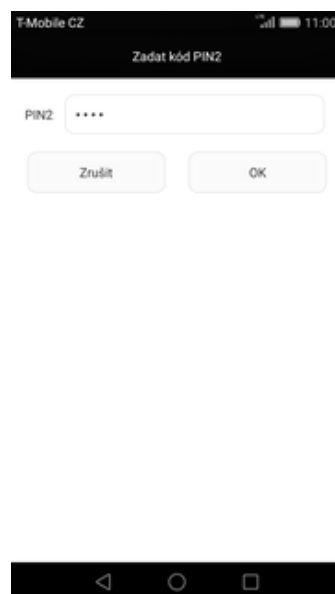 T-Mobile CZ 11:00
Zadat kód PIN2
PIN2 ••••
Zrušit OK